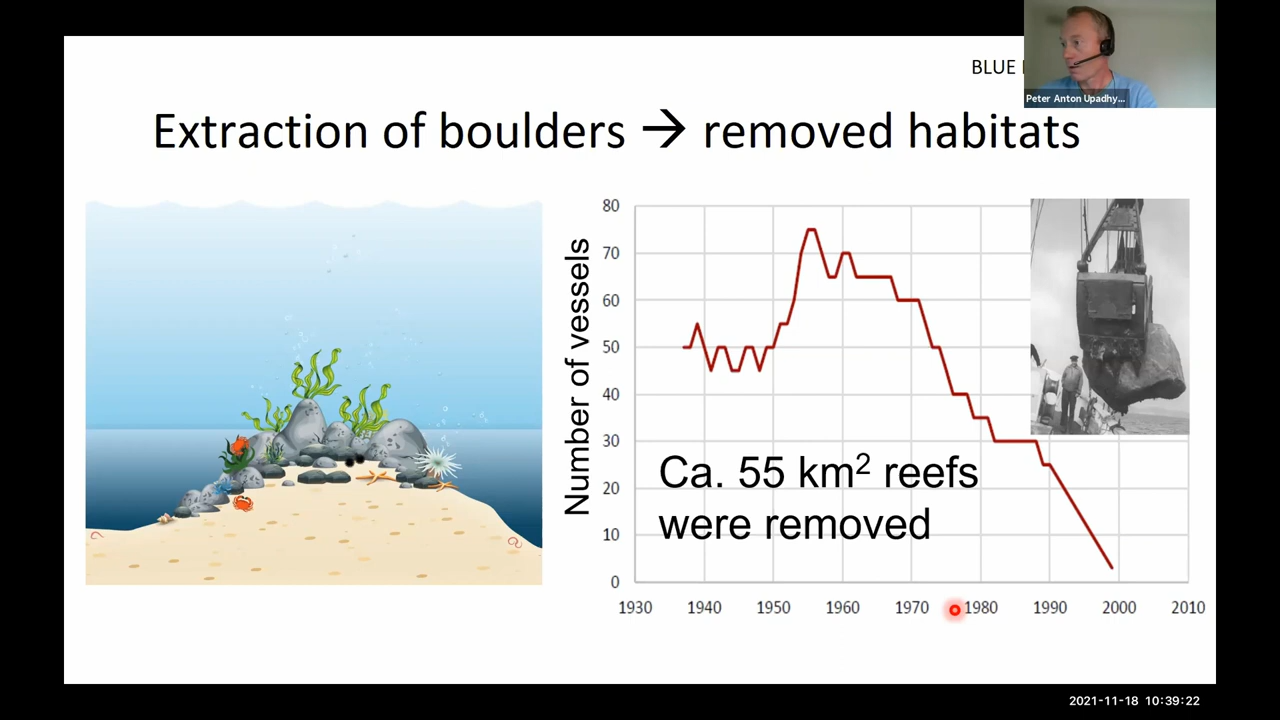 BLUE
Peter Anton Upadhy...
Extraction of boulders → removed habitats
Number of vessels
80
70
60
50
40
30
20
10
0
Ca. 55 km² reefs
were removed
1930 1940 1950 1960 1970 1980 1990 2000 2010
2021-11-18 10:39:22